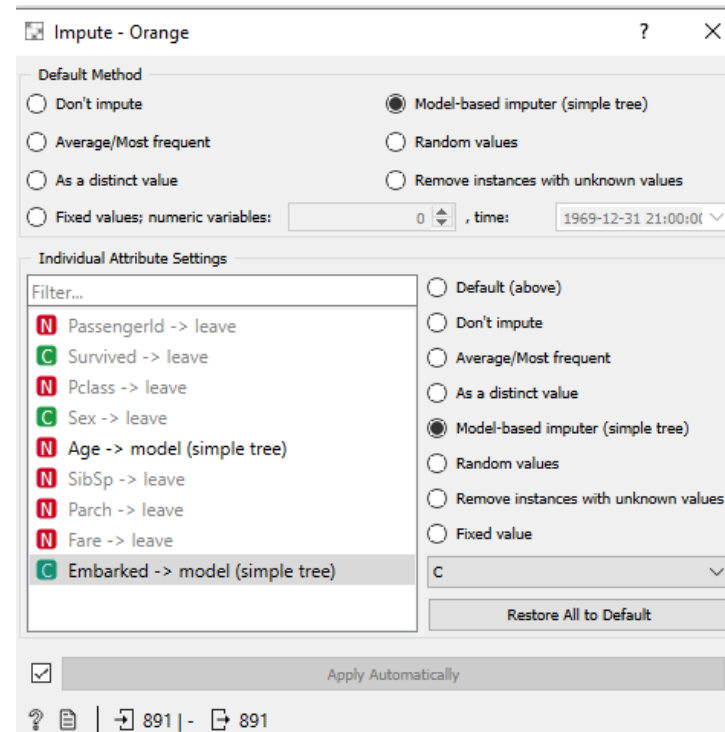 Impute - Orange ? ×
Default Method
Don't impute
Model-based imputer (simple tree)
Average/Most frequent
Random values
As a distinct value
Remove instances with unknown values
Fixed values; numeric variables: 0 , time: 1969-12-31 21:00:0
Individual Attribute Settings
Filter...
N PassengerId -> leave
C Survived -> leave
N Pclass -> leave
C Sex -> leave
N Age -> model (simple tree)
N SibSp -> leave
N Parch -> leave
N Fare -> leave
C Embarked -> model (simple tree)
Default (above)
Don't impute
Average/Most frequent
As a distinct value
Model-based imputer (simple tree)
Random values
Remove instances with unknown values
Fixed value
C
Restore All to Default
Apply Automatically
? 891 | - 891